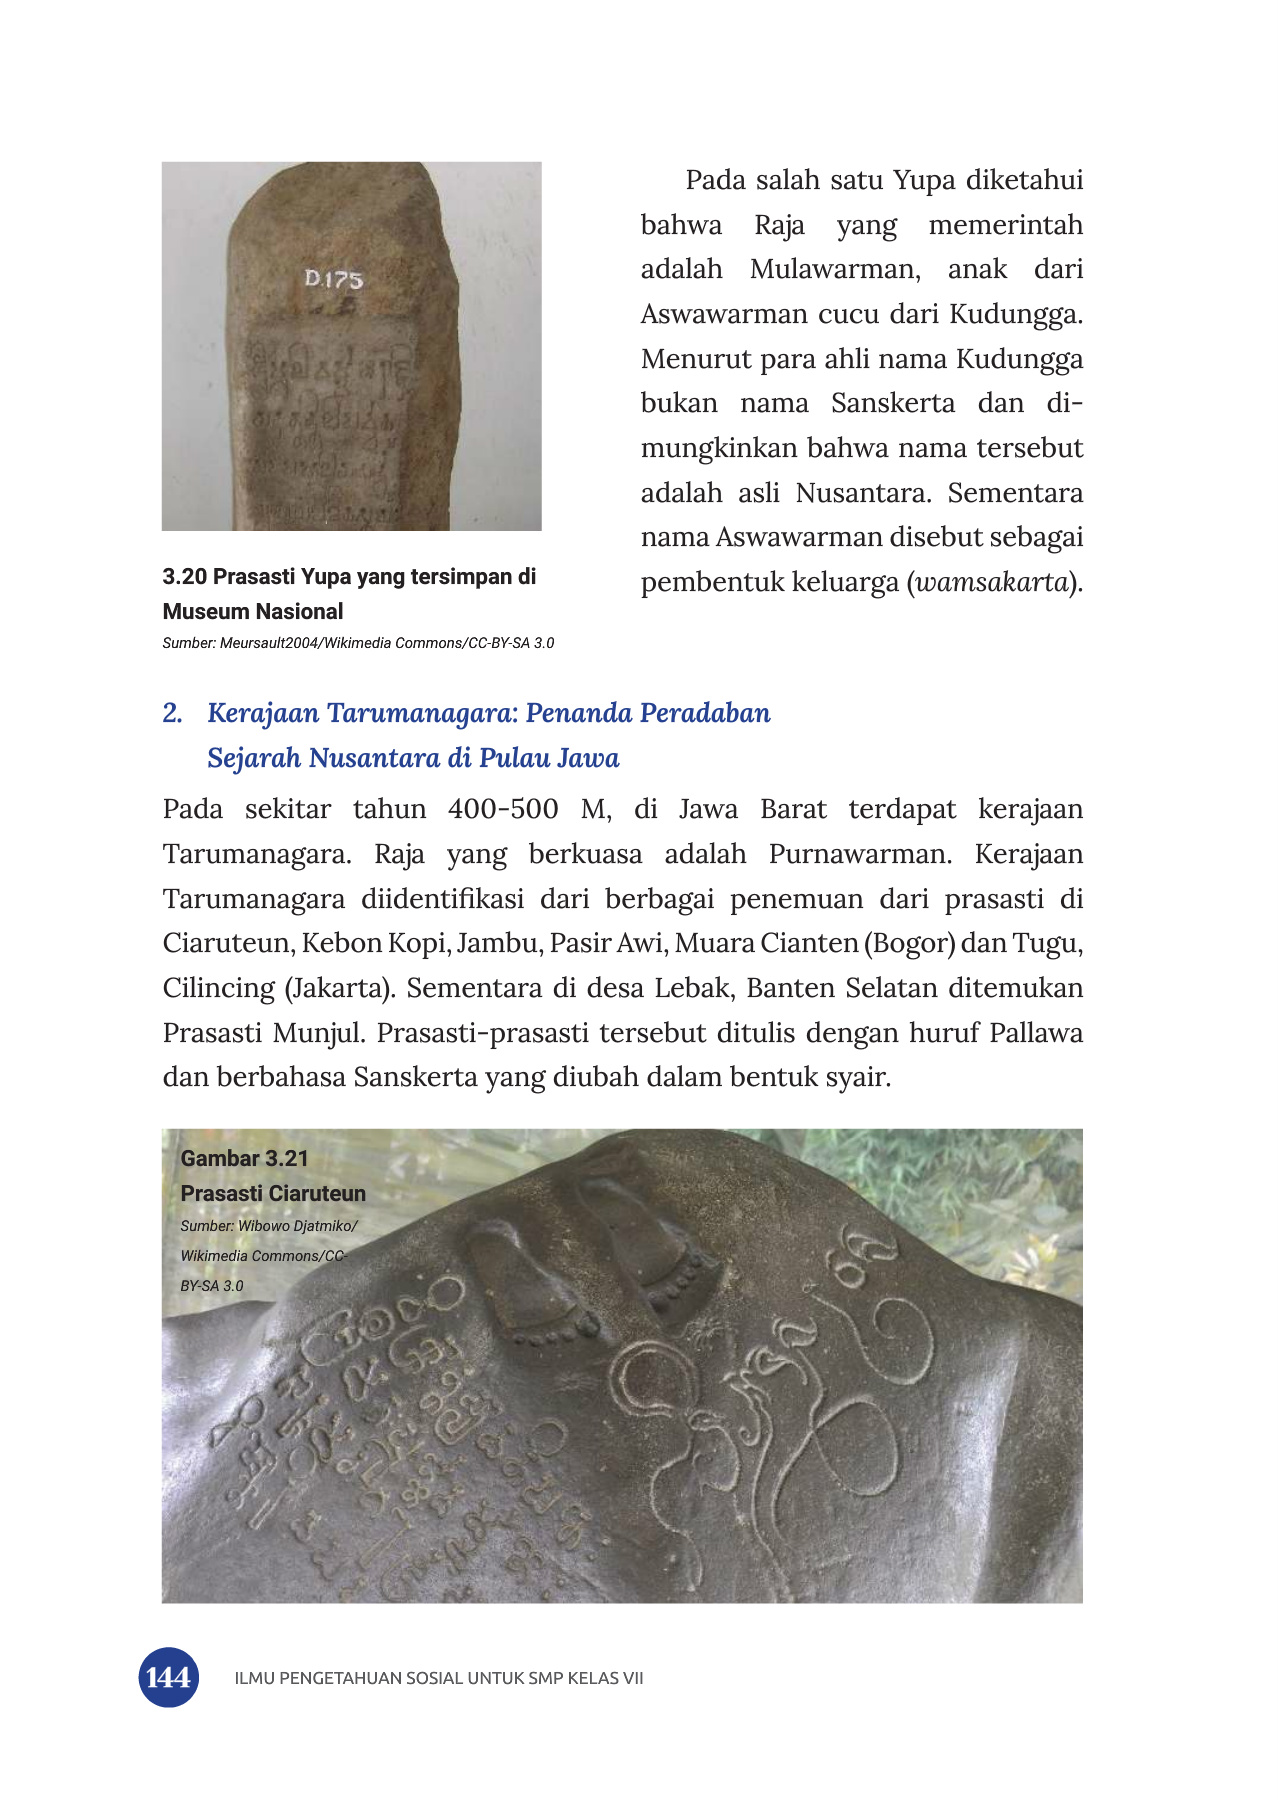 D.175
3.20 Prasasti Yupa yang tersimpan di
Museum Nasional
Sumber: Meursault2004/Wikimedia Commons/CC-BY-SA 3.0
Pada salah satu Yupa diketahui
bahwa Raja yang memerintah
adalah Mulawarman, anak dari
Aswawarman cucu dari Kudungga.
Menurut para ahli nama Kudungga
bukan nama Sanskerta dan di-
mungkinkan bahwa nama tersebut
adalah asli Nusantara. Sementara
nama Aswawarman disebut sebagai
pembentuk keluarga (wamsakarta).
2. Kerajaan Tarumanagara: Penanda Peradaban
Sejarah Nusantara di Pulau Jawa
Pada sekitar tahun 400-500 M, di Jawa Barat terdapat kerajaan
Tarumanagara. Raja yang berkuasa adalah Purnawarman. Kerajaan
Tarumanagara diidentifikasi dari berbagai penemuan dari prasasti di
Ciaruteun, Kebon Kopi, Jambu, Pasir Awi, Muara Cianten (Bogor) dan Tugu,
Cilincing (Jakarta). Sementara di desa Lebak, Banten Selatan ditemukan
Prasasti Munjul. Prasasti-prasasti tersebut ditulis dengan huruf Pallawa
dan berbahasa Sanskerta yang diubah dalam bentuk syair.
Gambar 3.21
Prasasti Ciaruteun
Sumber: Wibowo Djatmiko/
Wikimedia Commons/CC-
BY-SA 3.0
144
ILMU PENGETAHUAN SOSIAL UNTUK SMP KELAS VII